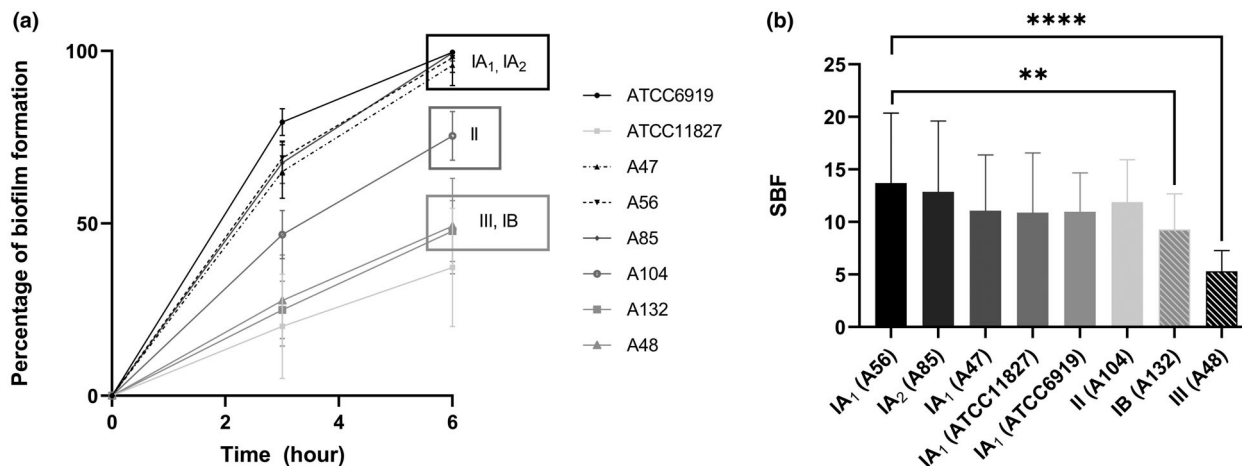 (a)
Percentage of biofilm formation
100
50
0
0
2
4
6
Time (hour)
IA₁, IA₂
II
III, IB
ATCC6919
ATCC11827
A47
A56
A85
A104
A132
A48
(b)
****
**
SBF
25
20
15
10
5
0
IA₁ (A56)
IA₂ (A85)
IA₁ (A47)
IA₁ (ATCC11827)
IA₁ (ATCC6919)
II (A104)
IB (A132)
III (A48)